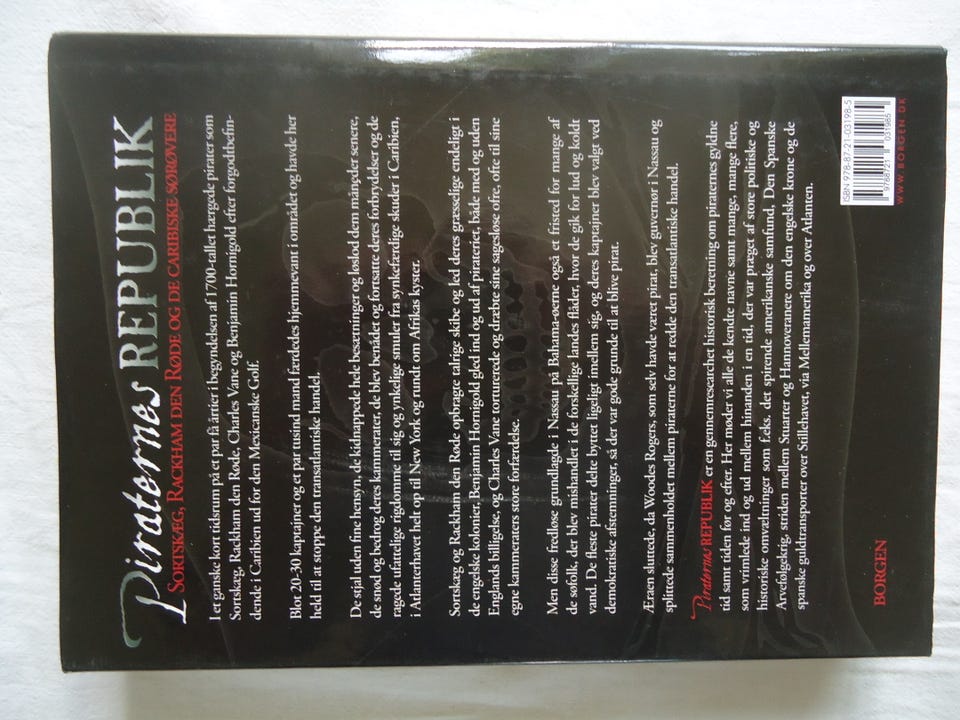 Piraternes REPUBLIK
SORTSKÆG, RACKHAM DEN RØDE OG DE CARIBISKE SØRØVERE
I et ganske kort tidsrum på et par få årtier i begyndelsen af 1700-tallet hærgede pirater som
Sortskæg, Rackham den Røde, Charles Vane og Benjamin Hornigold efter forgodtbefin-
dende i Caribien ud for den Mexicanske Golf.
Blot 20-30 kaptajner og et par tusind mand færdedes hjemmevant i området og havde her
held til at stoppe den transatlantiske handel.
De stjal uden fine hensyn, de kidnappede hele besætninger og løslod dem måneder senere,
de snød og bedrog deres kammerater, de blev benådet og fortsatte deres forbrydelser og de
ragede ufattelige rigdomme til sig og ynkelige smuler fra synkefærdige skuder i Caribien,
i Atlanterhavet helt op til New York og rundt om Afrikas kyster.
Sortskæg og Rackham den Røde opbragte talrige skibe og led deres græsselige endeligt i
de engelske kolonier, Benjamin Hornigold gled ind og ud af pirateriet, både med og uden
Englands billigelse, og Charles Vane torturerede og dræbte sine sagesløse ofre, ofte til sine
egne kammeraters store forfærdelse.
Men disse fredløse grundlagde i Nassau på Bahama-øerne også et fristed for mange af
de søfolk, der blev mishandlet i de forskellige landes flåder, hvor de gik for lud og koldt
vand. De fleste pirater delte byttet ligeligt imellem sig, og deres kaptajner blev valgt ved
demokratiske afstemninger, så der var gode grunde til at blive pirat.
Æraen sluttede, da Woodes Rogers, som selv havde været pirat, blev guvernør i Nassau og
splittede sammenholdet mellem piraterne for at redde den transatlantiske handel.
Piraternes REPUBLIK er en gennemresearchet historisk beretning om piraternes gyldne
tid samt tiden før og efter. Her møder vi alle de kendte navne samt mange, mange flere,
som vrimlede ind og ud mellem hinanden i en tid, der var præget af store politiske og
historiske omvæltninger som f.eks. det spirende amerikanske samfund, Den Spanske
Arvefølgekrig, striden mellem Stuarter og Hannoveranere om den engelske krone og de
spanske guldtransporter over Stillehavet, via Mellemamerika og over Atlanten.
BORGEN
ISBN 978-87-21-03198-5
9788721 031985
WWW.BORGEN.DK